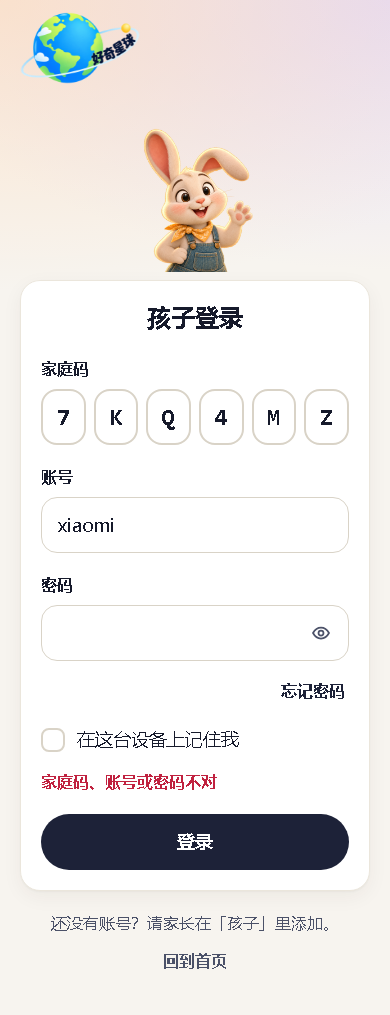 好奇星球
孩子登录
家庭码
7 K Q 4 M Z
账号
xiaomi
密码
忘记密码
在这台设备上记住我
家庭码、账号或密码不对
登录
还没有账号？请家长在「孩子」里添加。
回到首页